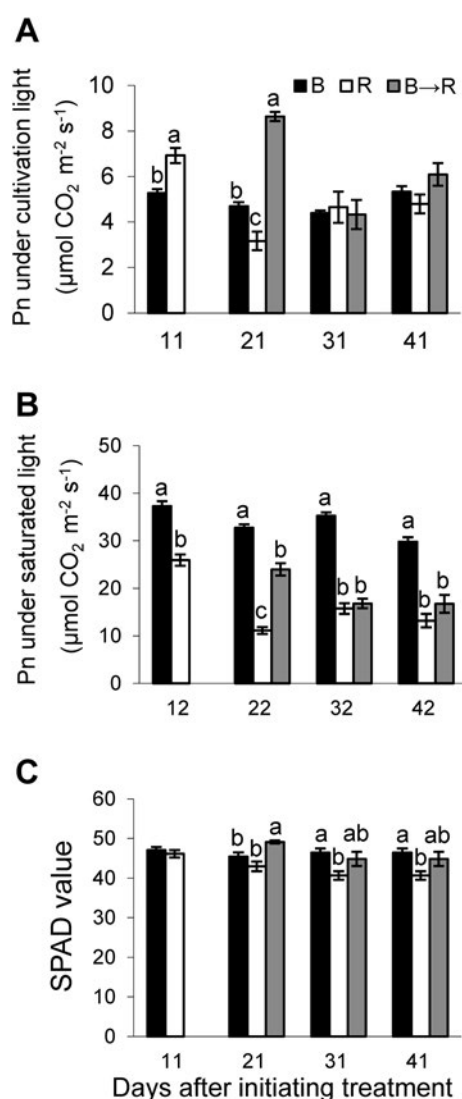 A
Pn under cultivation light
(μmol CO₂ m⁻² s⁻¹)
10
8
6
4
2
0
B R B→R
b a
b c a
11 21 31 41
B
Pn under saturated light
(μmol CO₂ m⁻² s⁻¹)
50
40
30
20
10
0
a b
a c b
a b b
a b b
12 22 32 42
C
SPAD value
60
50
40
30
20
10
0
b b a
a b ab
a b ab
11 21 31 41
Days after initiating treatment